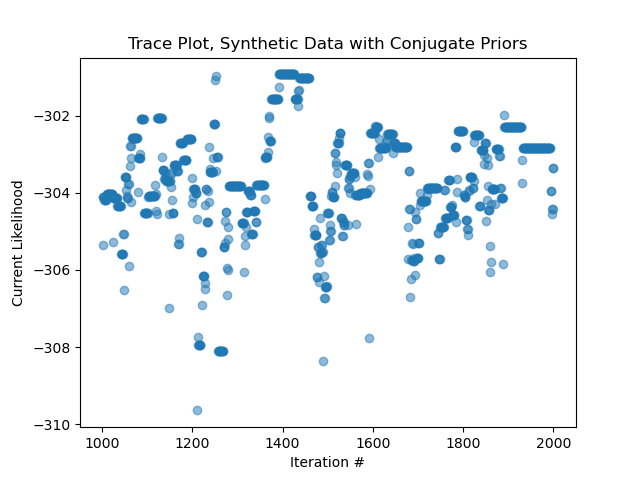 Trace Plot, Synthetic Data with Conjugate Priors
Current Likelihood
−302
−304
−306
−308
−310
1000 1200 1400 1600 1800 2000
Iteration #